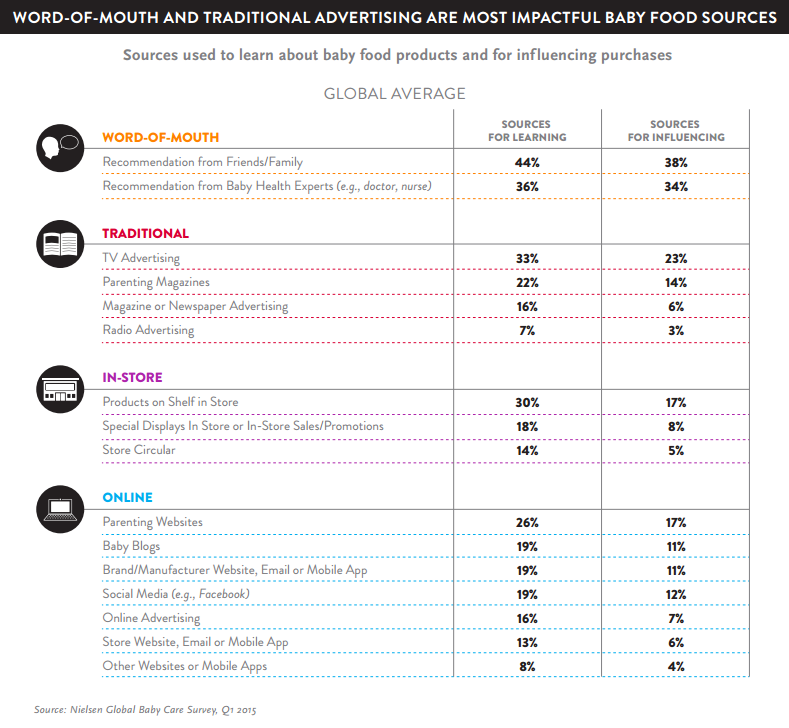 WORD-OF-MOUTH AND TRADITIONAL ADVERTISING ARE MOST IMPACTFUL BABY FOOD SOURCES
Sources used to learn about baby food products and for influencing purchases
GLOBAL AVERAGE
SOURCES FOR LEARNING
SOURCES FOR INFLUENCING
WORD-OF-MOUTH
Recommendation from Friends/Family 44% 38%
Recommendation from Baby Health Experts (e.g., doctor, nurse) 36% 34%
TRADITIONAL
TV Advertising 33% 23%
Parenting Magazines 22% 14%
Magazine or Newspaper Advertising 16% 6%
Radio Advertising 7% 3%
IN-STORE
Products on Shelf in Store 30% 17%
Special Displays In Store or In-Store Sales/Promotions 18% 8%
Store Circular 14% 5%
ONLINE
Parenting Websites 26% 17%
Baby Blogs 19% 11%
Brand/Manufacturer Website, Email or Mobile App 19% 11%
Social Media (e.g., Facebook) 19% 12%
Online Advertising 16% 7%
Store Website, Email or Mobile App 13% 6%
Other Websites or Mobile Apps 8% 4%
Source: Nielsen Global Baby Care Survey, Q1 2015